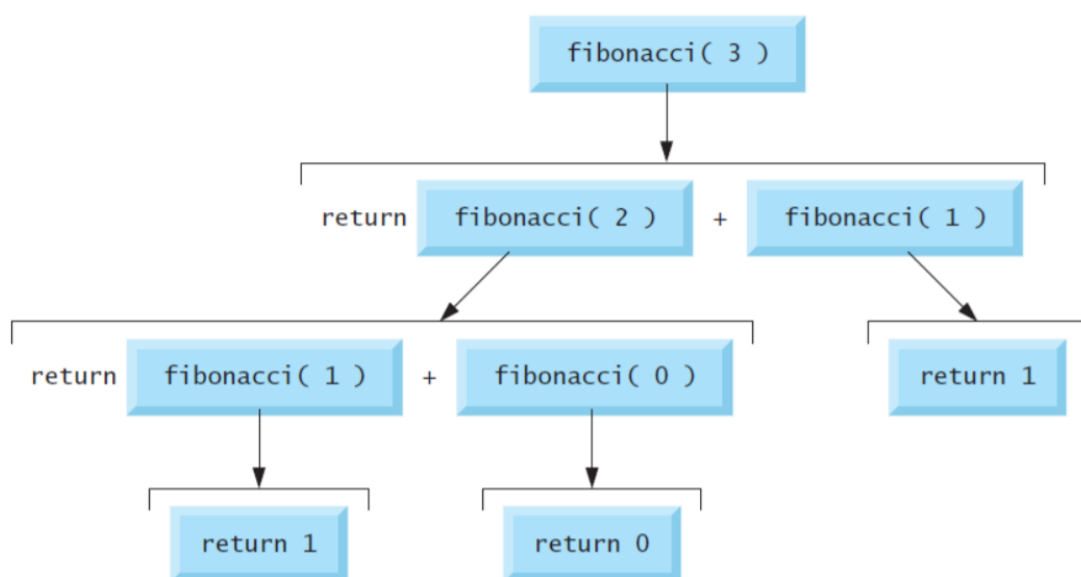 fibonacci( 3 )
return fibonacci( 2 ) + fibonacci( 1 )
return fibonacci( 1 ) + fibonacci( 0 ) return 1
return 1 return 0